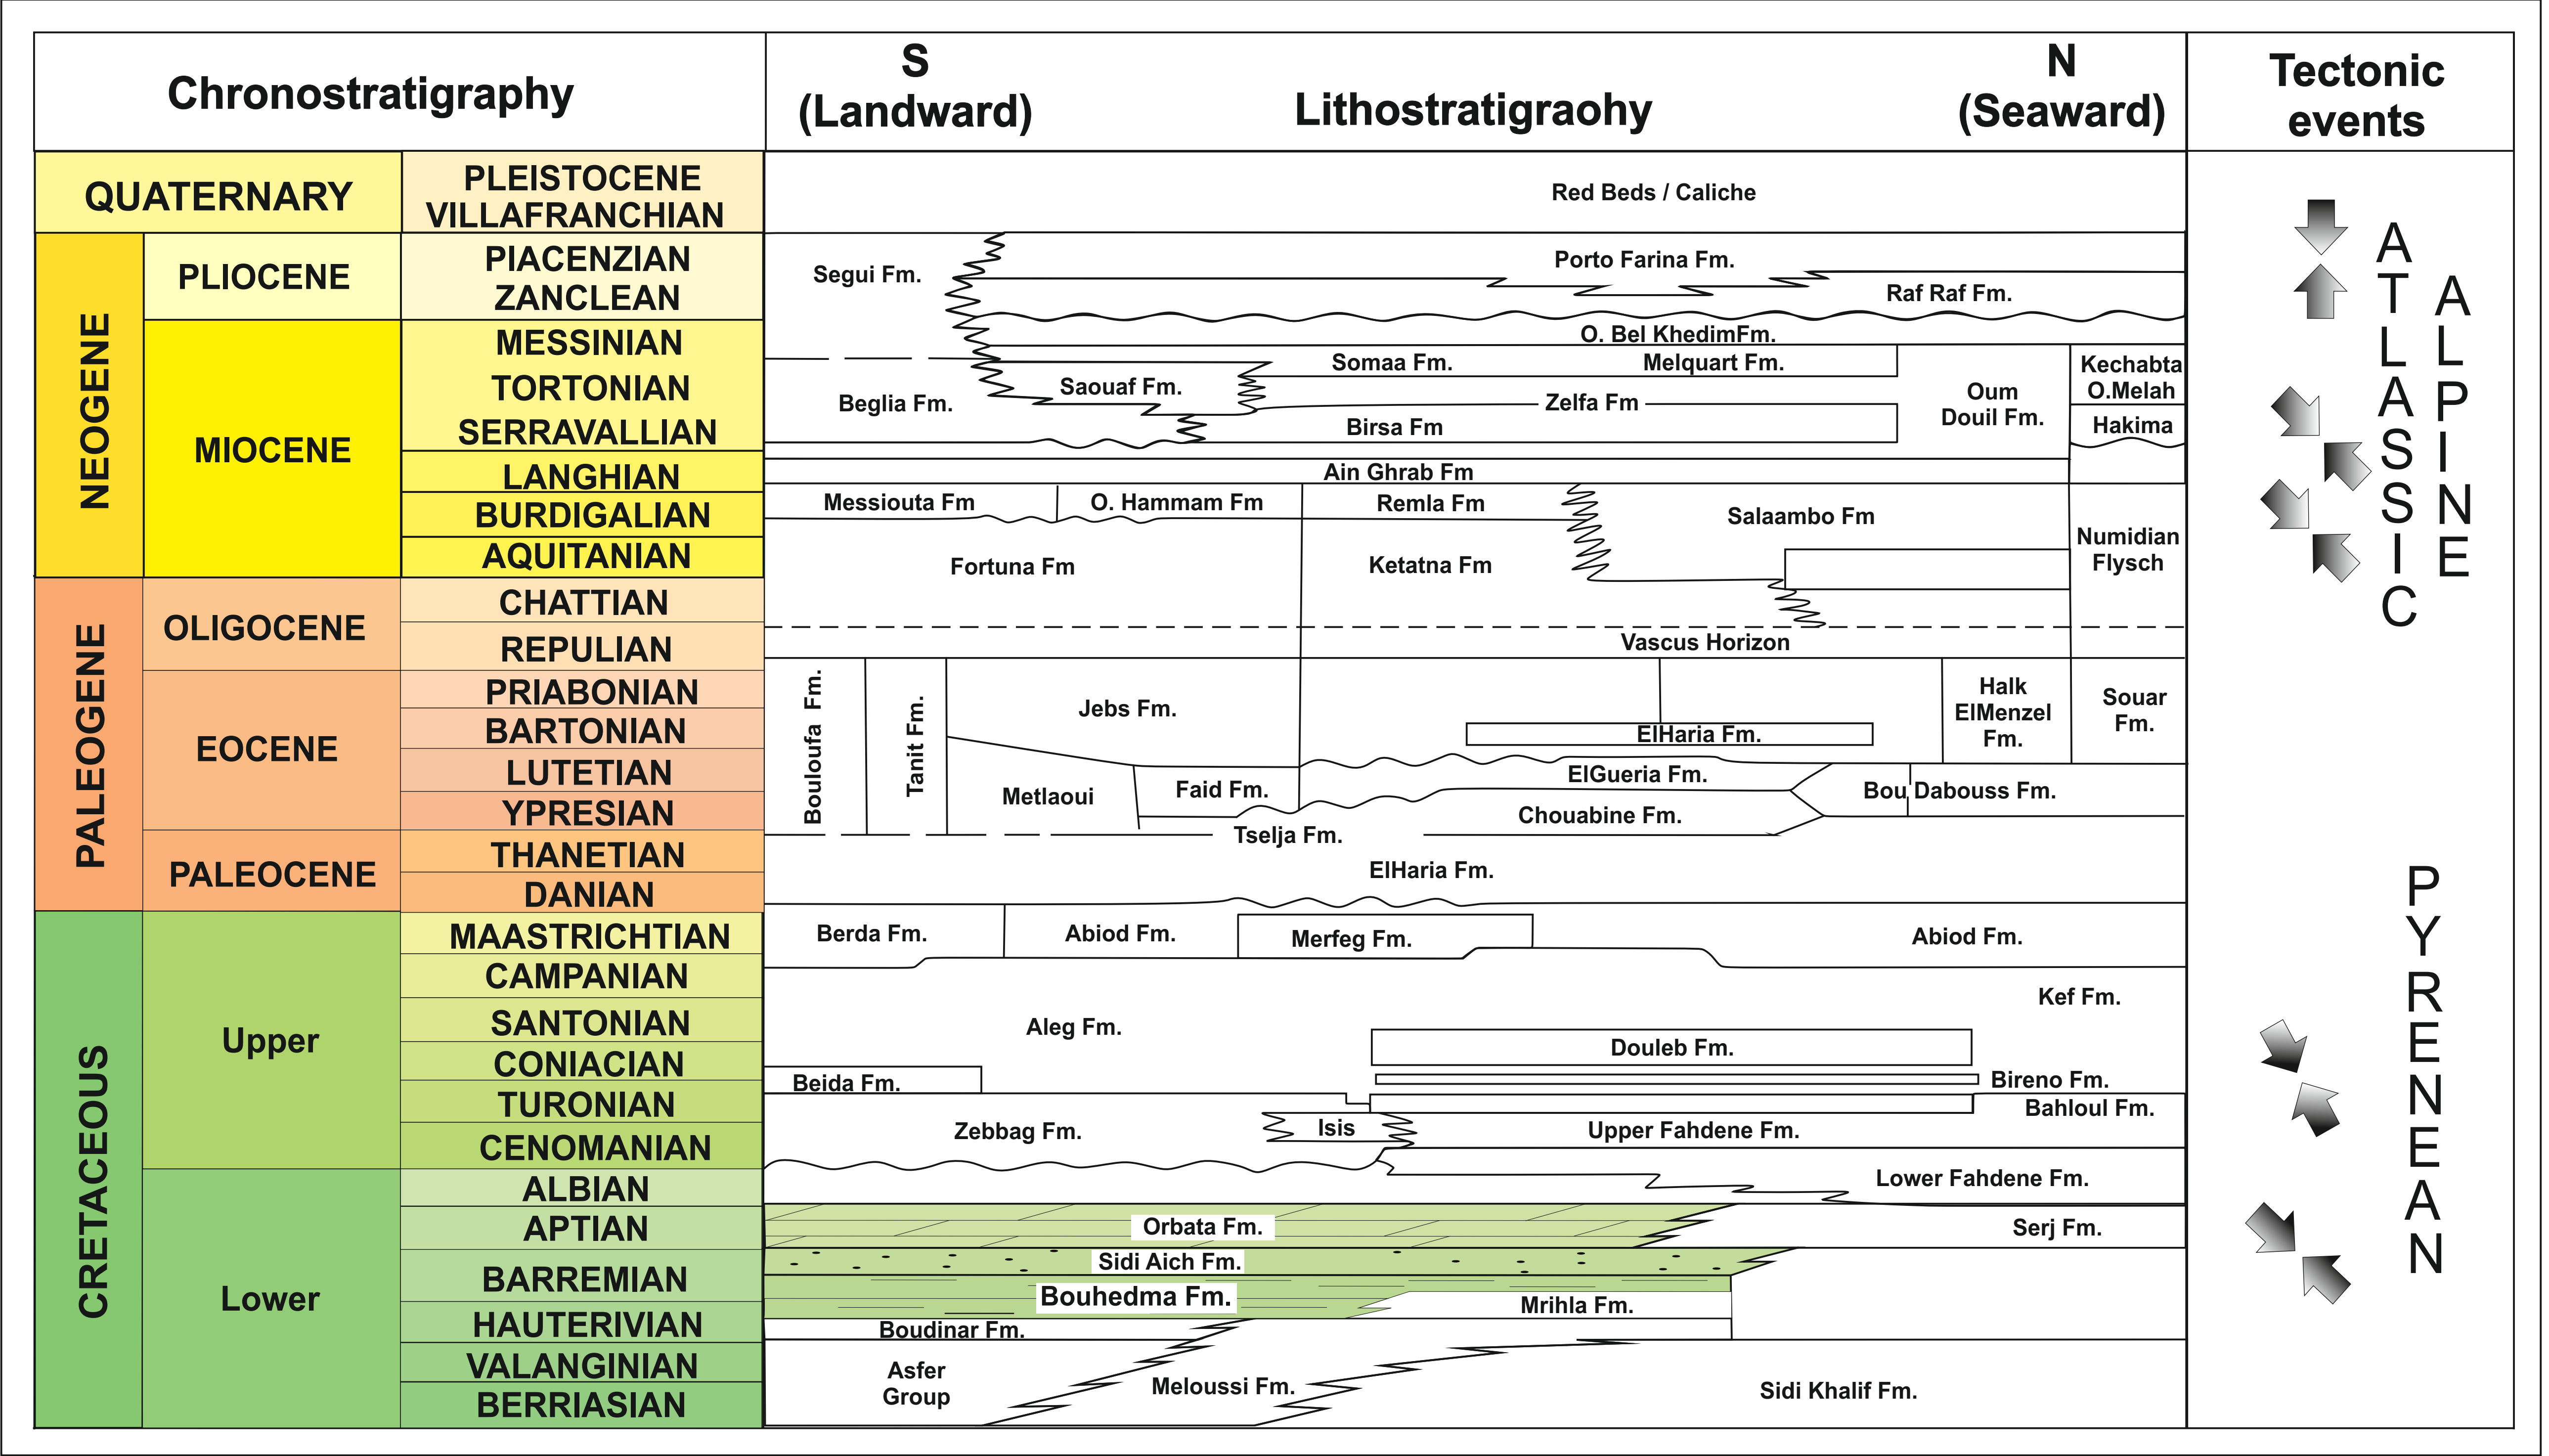 Chronostratigraphy
S
(Landward)
Lithostratigraohy
N
(Seaward)
Tectonic
events
QUATERNARY
PLEISTOCENE
VILLAFRANCHIAN
NEOGENE
PLIOCENE
PIACENZIAN
ZANCLEAN
MIOCENE
MESSINIAN
TORTONIAN
SERRAVALLIAN
LANGHIAN
BURDIGALIAN
AQUITANIAN
PALEOGENE
OLIGOCENE
CHATTIAN
REPULIAN
EOCENE
PRIABONIAN
BARTONIAN
LUTETIAN
YPRESIAN
PALEOCENE
THANETIAN
DANIAN
CRETACEOUS
Upper
MAASTRICHTIAN
CAMPANIAN
SANTONIAN
CONIACIAN
TURONIAN
CENOMANIAN
Lower
ALBIAN
APTIAN
BARREMIAN
HAUTERIVIAN
VALANGINIAN
BERRIASIAN
Red Beds / Caliche
Segui Fm.
Porto Farina Fm.
Raf Raf Fm.
O. Bel KhedimFm.
Somaa Fm.
Melquart Fm.
Kechabta
O.Melah
Saouaf Fm.
Beglia Fm.
Zelfa Fm
Oum
Douil Fm.
Birsa Fm
Hakima
Ain Ghrab Fm
Messiouta Fm
O. Hammam Fm
Remla Fm
Salaambo Fm
Numidian
Flysch
Fortuna Fm
Ketatna Fm
Vascus Horizon
Bouloufa Fm.
Tanit Fm.
Jebs Fm.
Halk
ElMenzel
Fm.
Souar
Fm.
ElHaria Fm.
ElGueria Fm.
Metlaoui
Faid Fm.
Bou Dabouss Fm.
Chouabine Fm.
Tselja Fm.
ElHaria Fm.
Berda Fm.
Abiod Fm.
Merfeg Fm.
Abiod Fm.
Kef Fm.
Aleg Fm.
Douleb Fm.
Beida Fm.
Bireno Fm.
Bahloul Fm.
Zebbag Fm.
Isis
Upper Fahdene Fm.
Lower Fahdene Fm.
Orbata Fm.
Serj Fm.
Sidi Aich Fm.
Bouhedma Fm.
Mrihla Fm.
Boudinar Fm.
Asfer
Group
Meloussi Fm.
Sidi Khalif Fm.
ATLASSIC
ALPINE
PYRENEAN